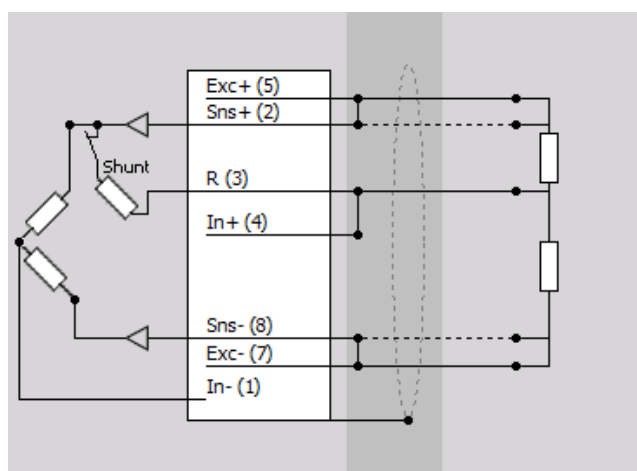 Exc+ (5)
Sns+ (2)
Shunt
R (3)
In+ (4)
Sns- (8)
Exc- (7)
In- (1)